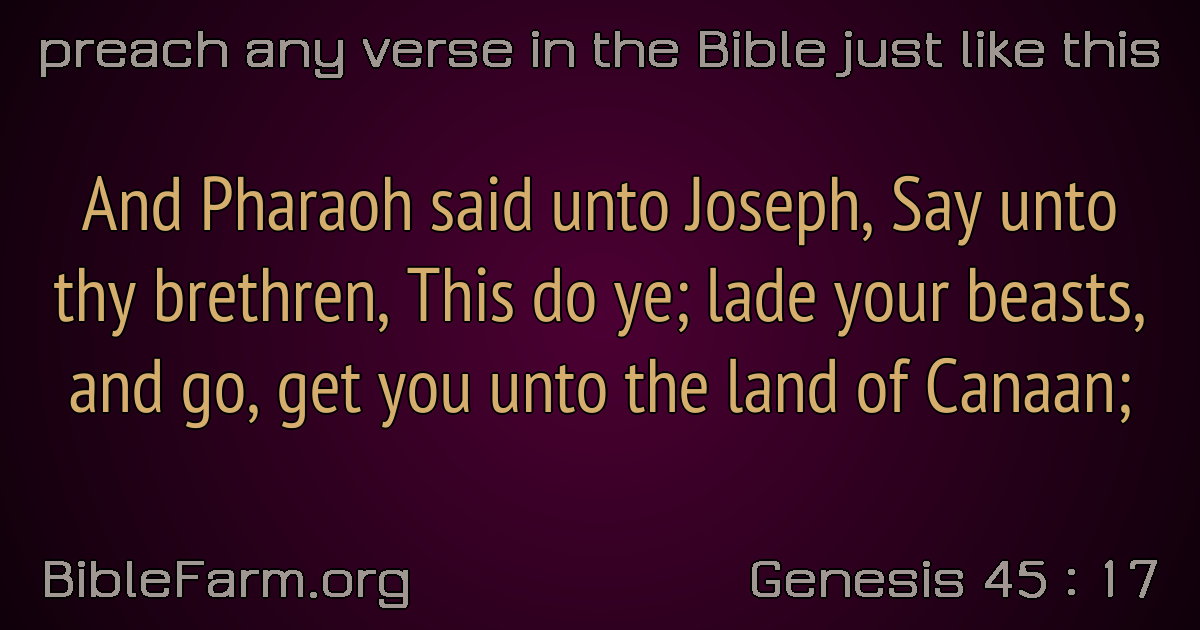 preach any verse in the Bible just like this
And Pharaoh said unto Joseph, Say unto
thy brethren, This do ye; lade your beasts,
and go, get you unto the land of Canaan;
BibleFarm.org
Genesis 45 : 17